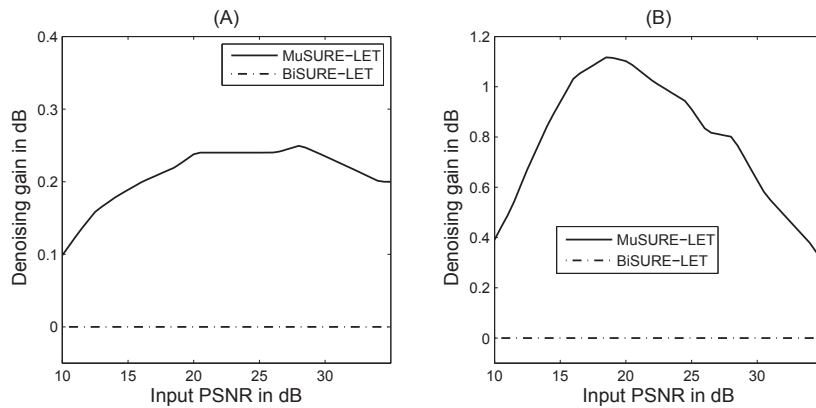 (A)
Denoising gain in dB
0.4
0.3
0.2
0.1
0
MuSURE−LET
BiSURE−LET
10
15
20
25
30
Input PSNR in dB
(B)
Denoising gain in dB
1.2
1
0.8
0.6
0.4
0.2
0
MuSURE−LET
BiSURE−LET
10
15
20
25
30
Input PSNR in dB